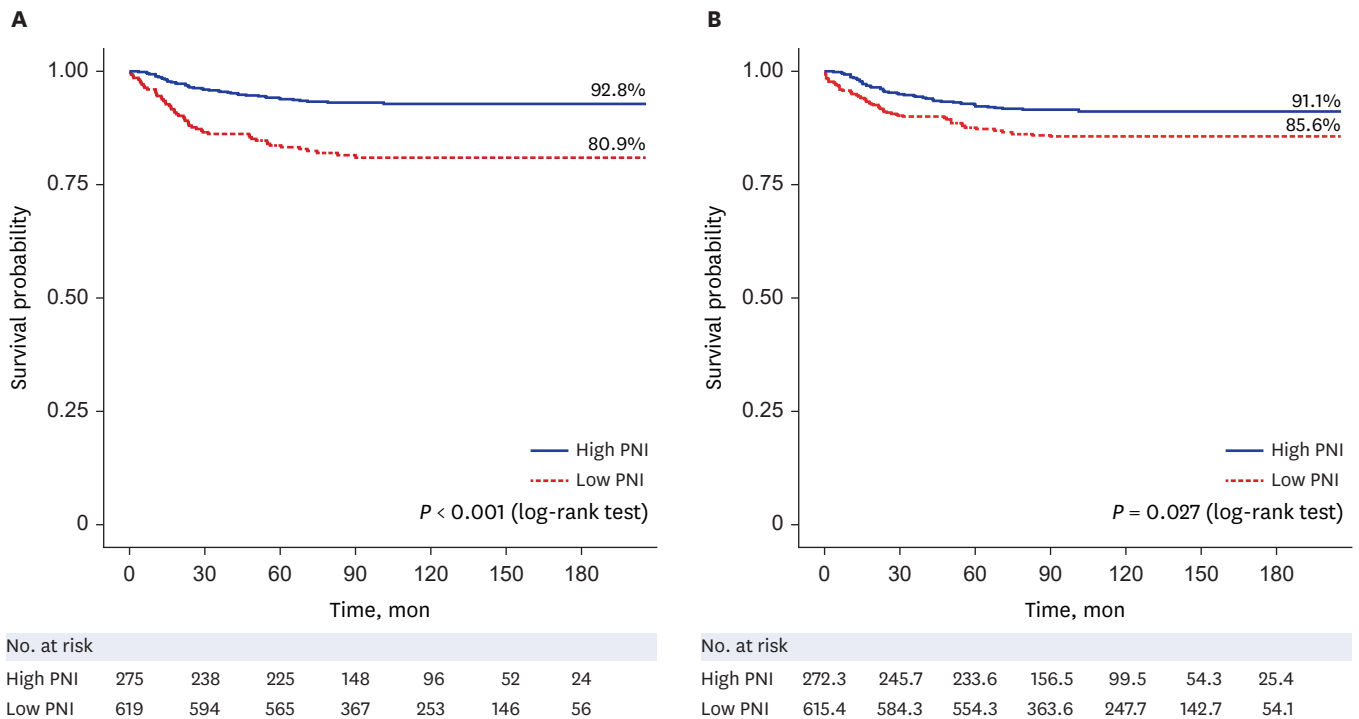 A
Survival probability
1.00
0.75
0.50
0.25
0
92.8%
80.9%
High PNI
Low PNI
P < 0.001 (log-rank test)
0 30 60 90 120 150 180
Time, mon
No. at risk
High PNI 275 238 225 148 96 52 24
Low PNI 619 594 565 367 253 146 56
B
Survival probability
1.00
0.75
0.50
0.25
0
91.1%
85.6%
High PNI
Low PNI
P = 0.027 (log-rank test)
0 30 60 90 120 150 180
Time, mon
No. at risk
High PNI 272.3 245.7 233.6 156.5 99.5 54.3 25.4
Low PNI 615.4 584.3 554.3 363.6 247.7 142.7 54.1